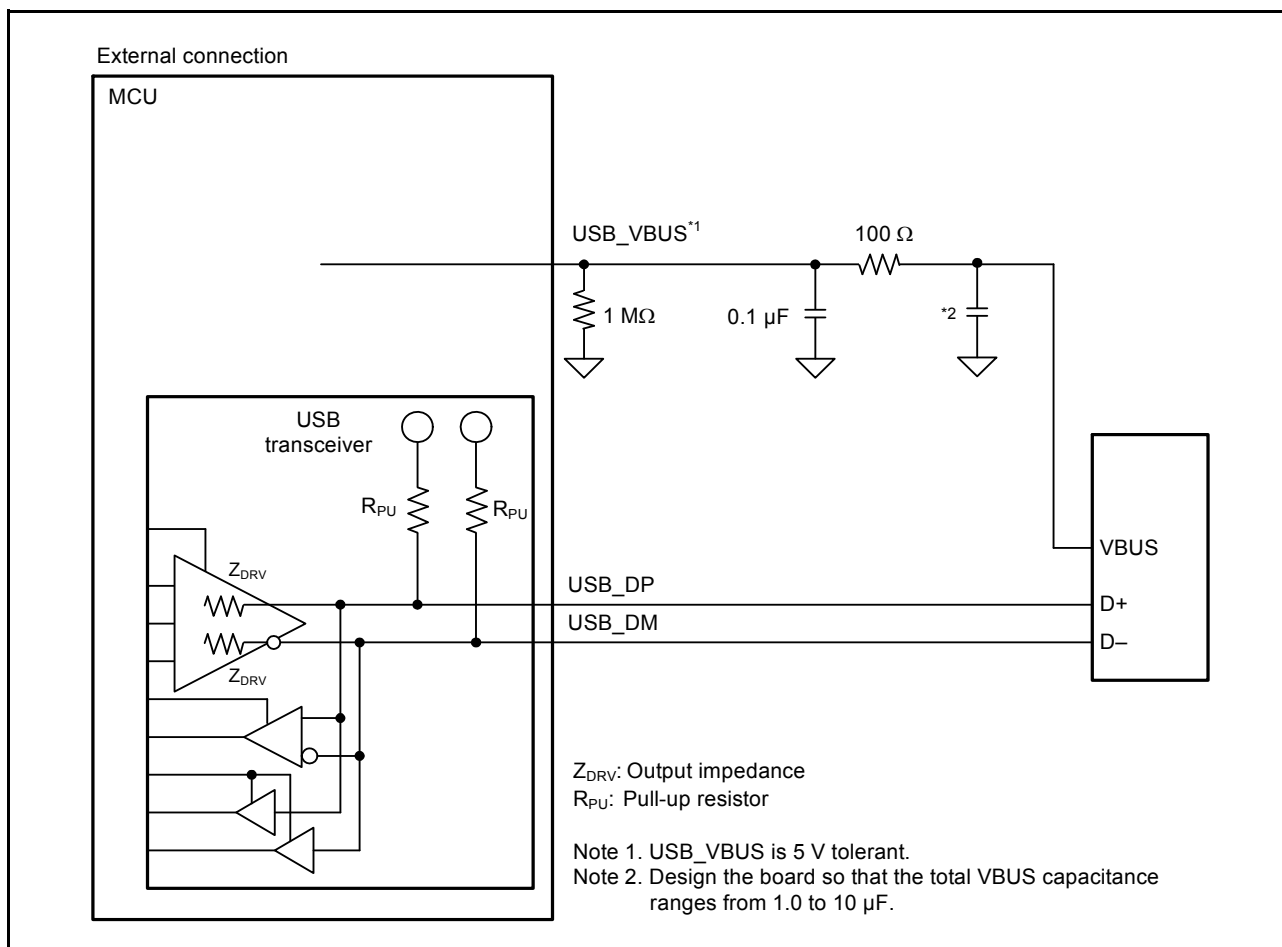 External connection
MCU
USB_VBUS*1
100 Ω
1 MΩ
0.1 µF
*2
USB
transceiver
RPU
RPU
VBUS
ZDRV
USB_DP
D+
USB_DM
D–
ZDRV
ZDRV: Output impedance
RPU: Pull-up resistor
Note 1. USB_VBUS is 5 V tolerant.
Note 2. Design the board so that the total VBUS capacitance
ranges from 1.0 to 10 µF.